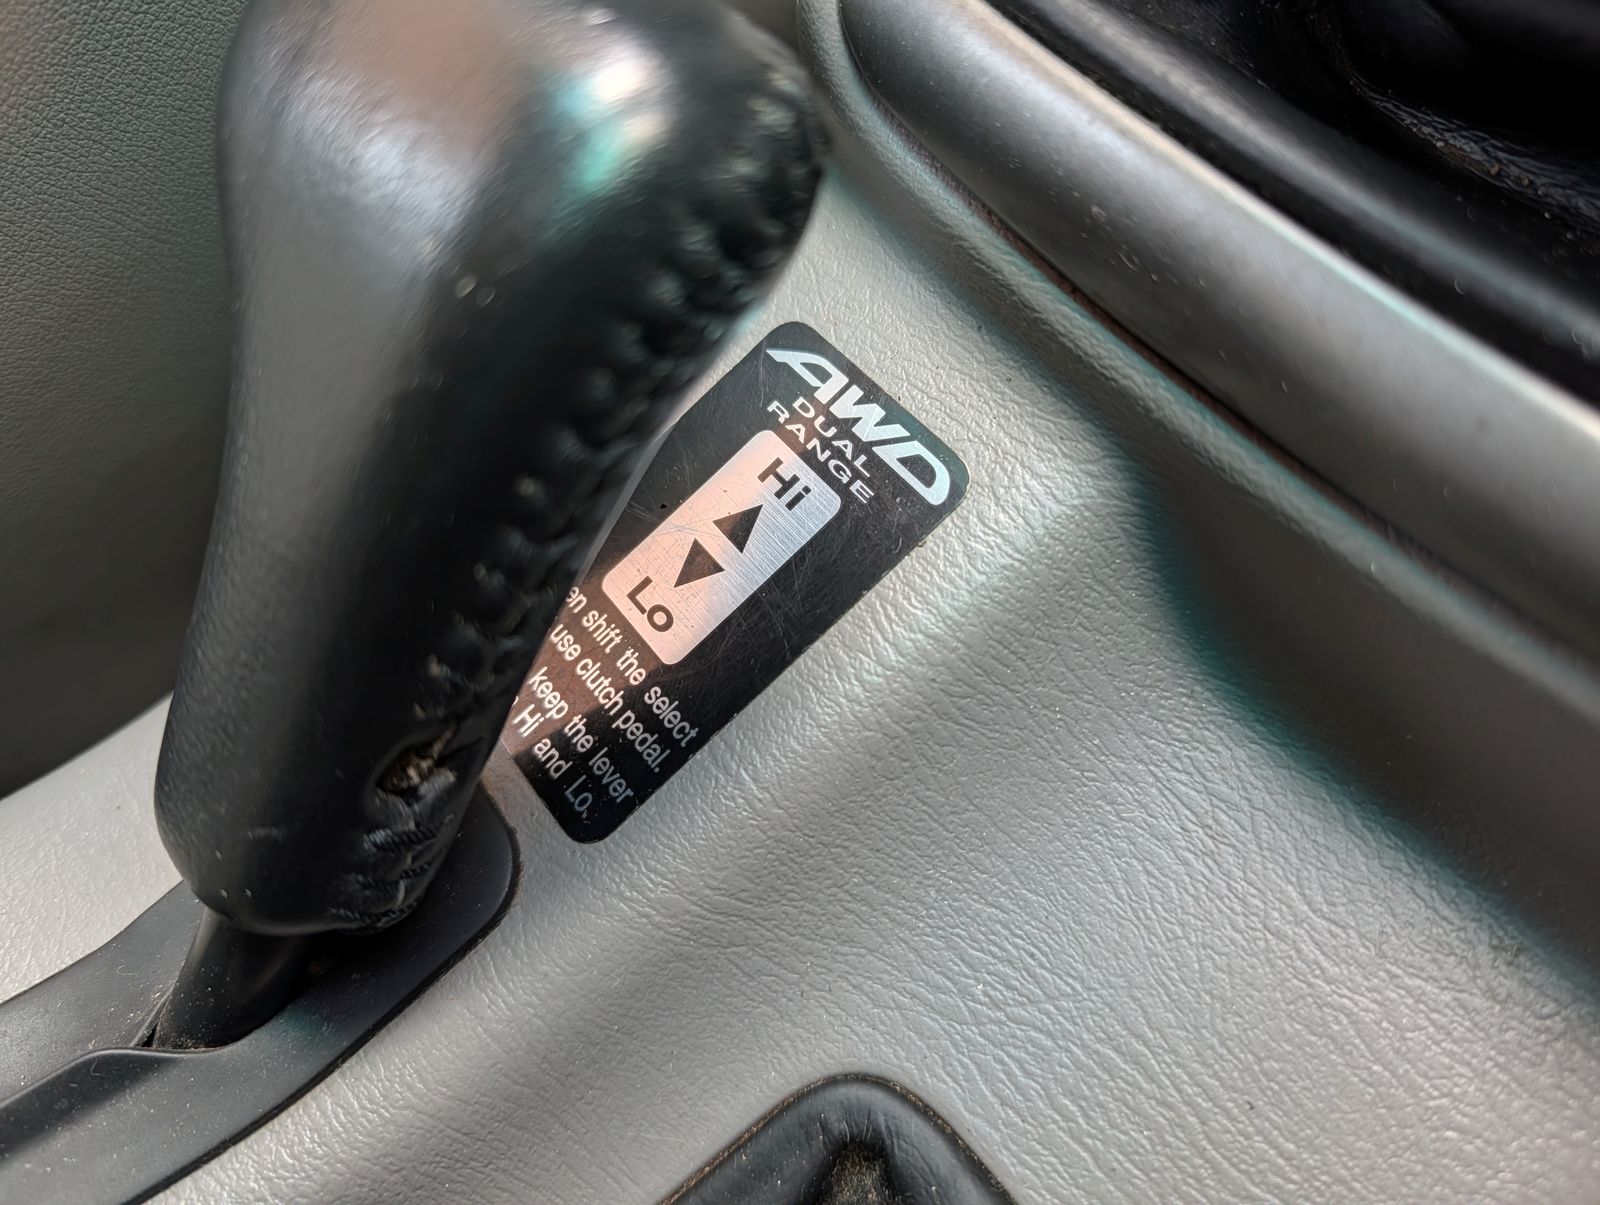 AWD
DUAL
RANGE
Hi
Lo
en shift the select
use clutch pedal.
keep the lever
Hi and Lo.